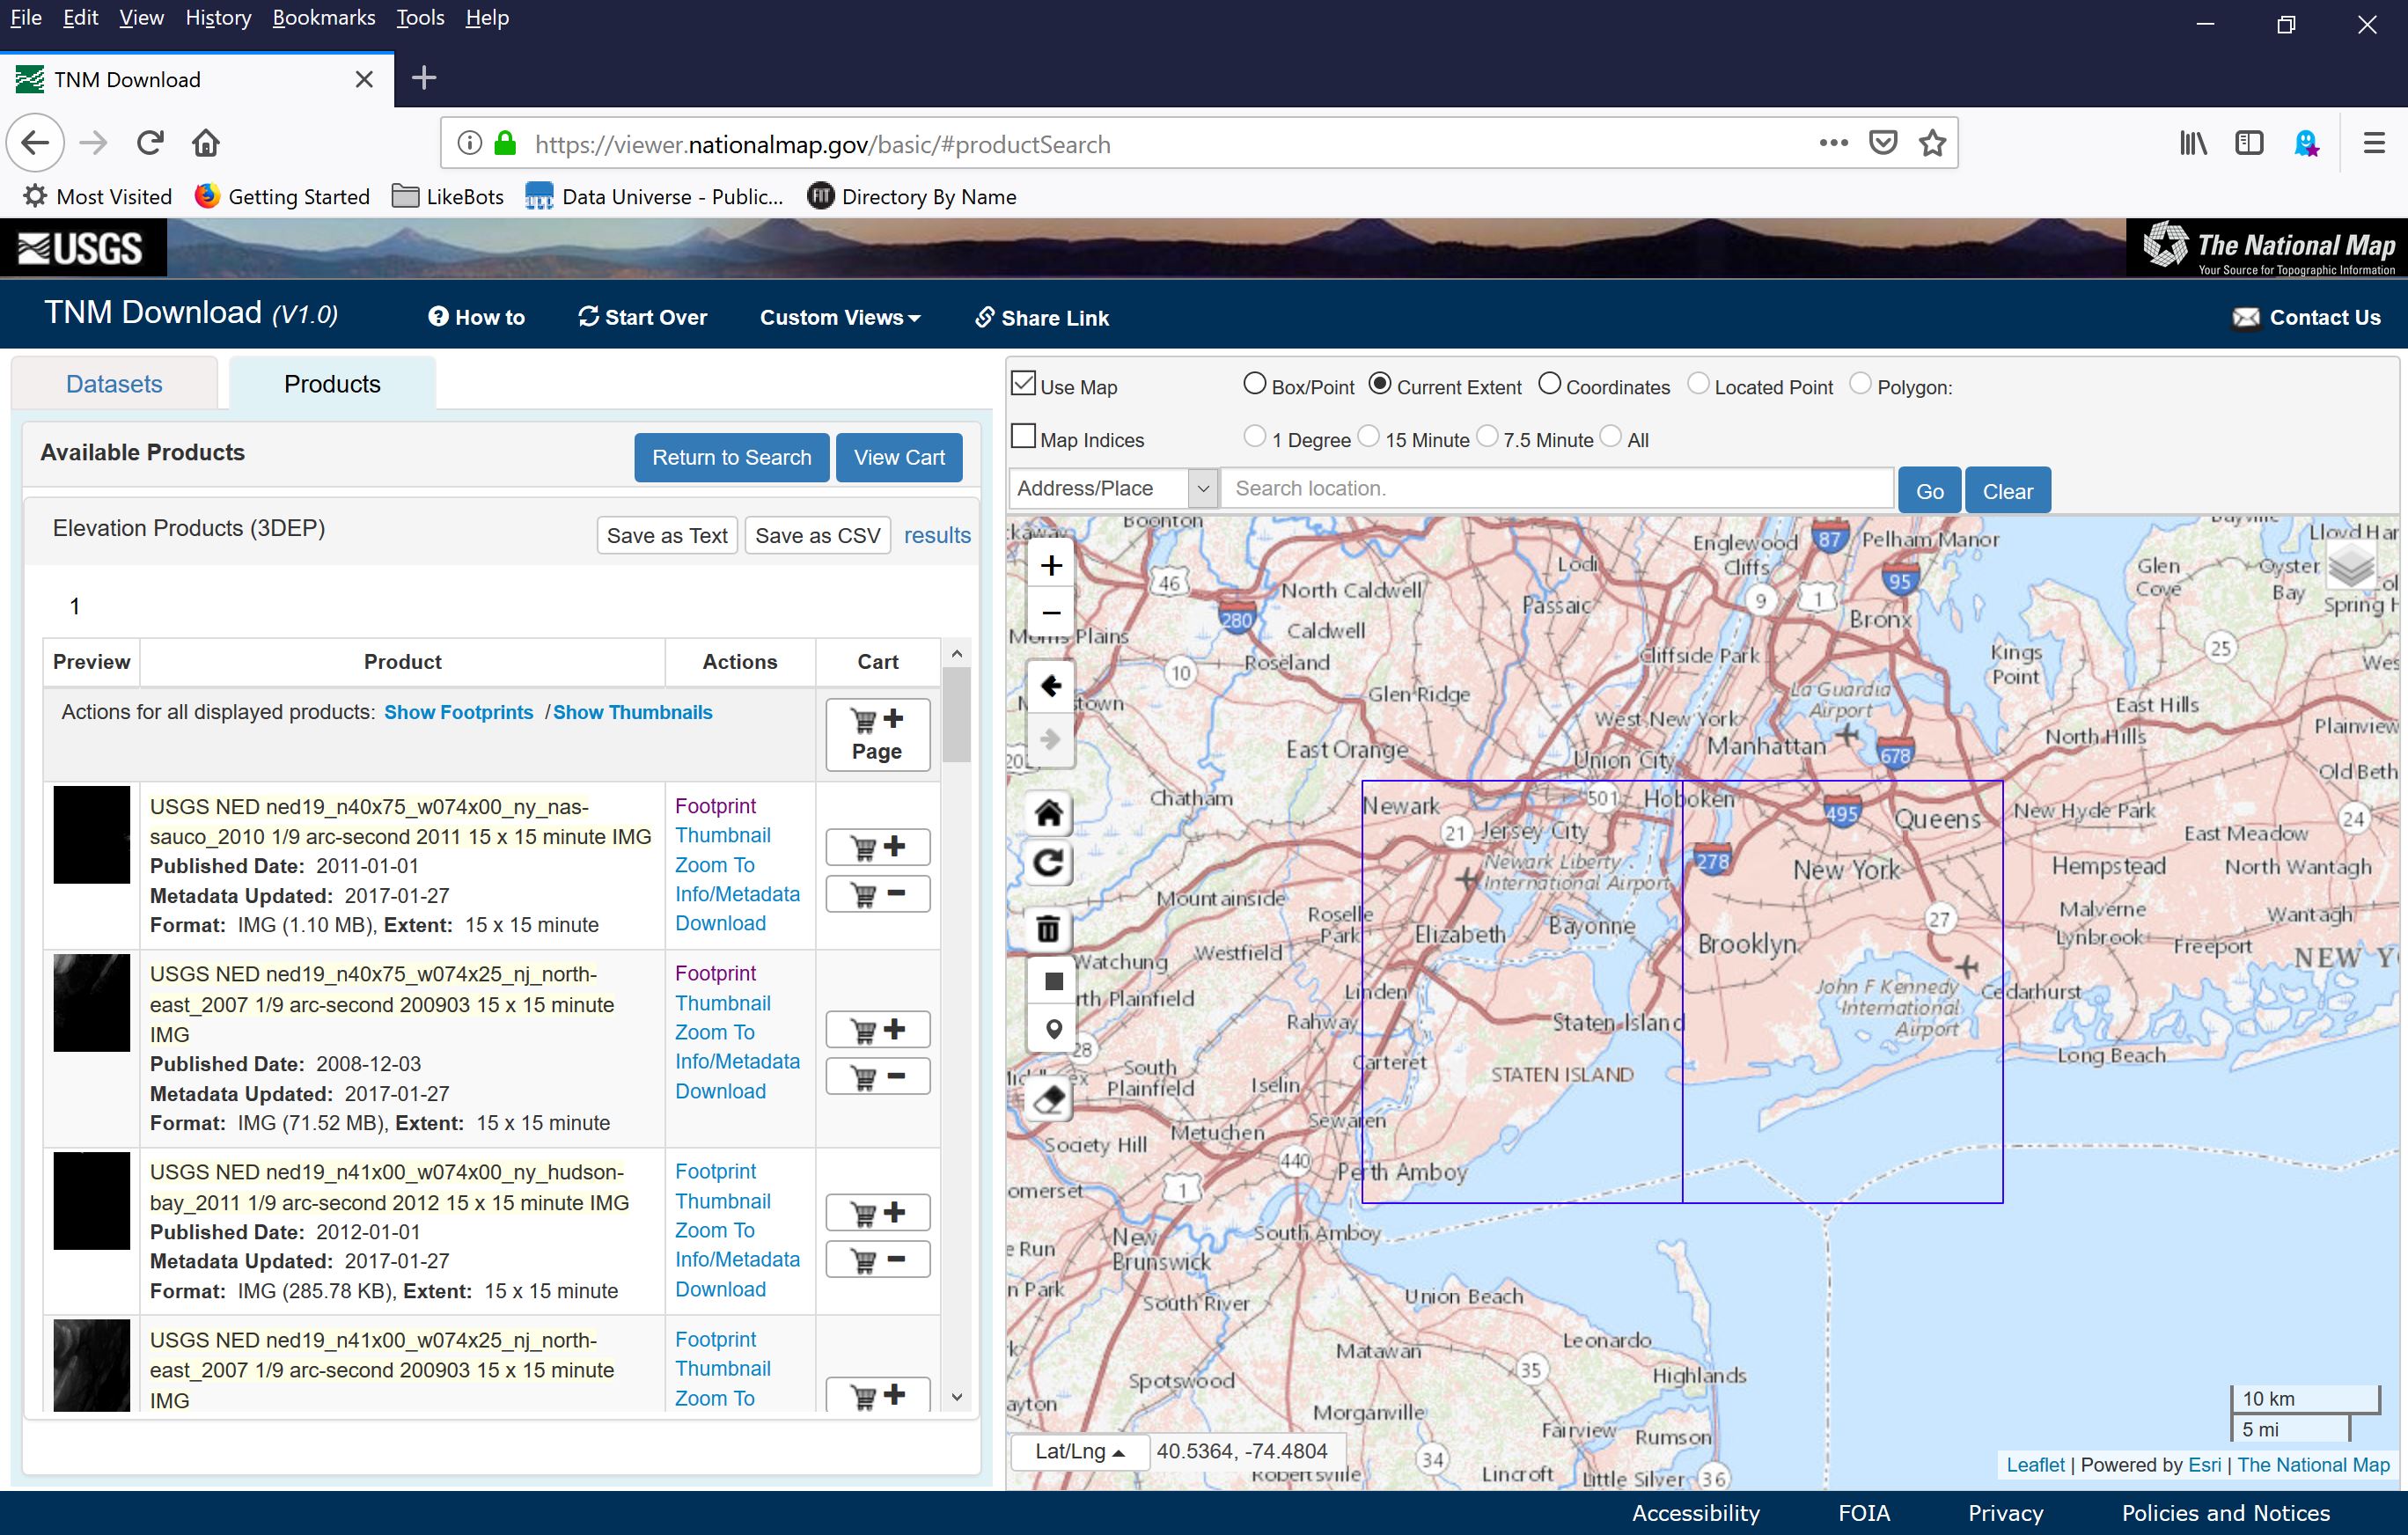 File Edit View History Bookmarks Tools Help
TNM Download
https://viewer.nationalmap.gov/basic/#productSearch
Most Visited Getting Started LikeBots Data Universe - Public... FIT Directory By Name
USGS
The National Map
Your Source for Topographic Information
TNM Download (V1.0) How to Start Over Custom Views Share Link Contact Us
Datasets Products
Available Products Return to Search View Cart
Elevation Products (3DEP) Save as Text Save as CSV results
1
Preview Product Actions Cart
Actions for all displayed products: Show Footprints / Show Thumbnails
Page
USGS NED ned19_n40x75_w074x00_ny_nas-
sauco_2010 1/9 arc-second 2011 15 x 15 minute IMG
Published Date: 2011-01-01
Metadata Updated: 2017-01-27
Format: IMG (1.10 MB), Extent: 15 x 15 minute
Footprint
Thumbnail
Zoom To
Info/Metadata
Download
USGS NED ned19_n40x75_w074x25_nj_north-
east_2007 1/9 arc-second 200903 15 x 15 minute
IMG
Published Date: 2008-12-03
Metadata Updated: 2017-01-27
Format: IMG (71.52 MB), Extent: 15 x 15 minute
Footprint
Thumbnail
Zoom To
Info/Metadata
Download
USGS NED ned19_n41x00_w074x00_ny_hudson-
bay_2011 1/9 arc-second 2012 15 x 15 minute IMG
Published Date: 2012-01-01
Metadata Updated: 2017-01-27
Format: IMG (285.78 KB), Extent: 15 x 15 minute
Footprint
Thumbnail
Zoom To
Info/Metadata
Download
USGS NED ned19_n41x00_w074x25_nj_north-
east_2007 1/9 arc-second 200903 15 x 15 minute
IMG
Footprint
Thumbnail
Zoom To
Use Map Box/Point Current Extent Coordinates Located Point Polygon:
Map Indices 1 Degree 15 Minute 7.5 Minute All
Address/Place Search location. Go Clear
Boonton
Englewood
Cliffs
87
Pelham Manor
Lodi
Glen
Cove
Oyster
Bay
46
North Caldwell
95
280
Passaic
9
1
Bronx
Spring
Plains
Caldwell
Roseland
10
Cliffside Park
Kings
Point
25
Glen Ridge
La Guardia
Airport
West New York
East Hills
Plainview
East Orange
Manhattan
678
North Hills
Union City
Old Beth
Chatham
Newark
501
Hoboken
495
Queens
New Hyde Park
24
21
Jersey City
East Meadow
Newark Liberty
International Airport
278
New York
Hempstead
North Wantagh
Mountainside
Roselle
Park
Elizabeth
Bayonne
27
Malverne
Wantagh
Brooklyn
Lynbrook
Freeport
Westfield
Watchung
NEW Y
rth Plainfield
Linden
John F Kennedy
International
Airport
Cedarhurst
Rahway
Staten Island
28
South
Plainfield
Iselin
Carteret
STATEN ISLAND
Long Beach
Sewaren
Society Hill
Metuchen
440
1
Perth Amboy
omerset
New
Brunswick
South Amboy
e Run
n Park
South River
Union Beach
Leonardo
Matawan
35
Highlands
Spotswood
ayton
Morganville
Fairview
Rumson
34
Robertsville
Lincroft
Little Silver
36
10 km
5 mi
Lat/Lng 40.5364, -74.4804
Leaflet | Powered by Esri | The National Map
Accessibility FOIA Privacy Policies and Notices